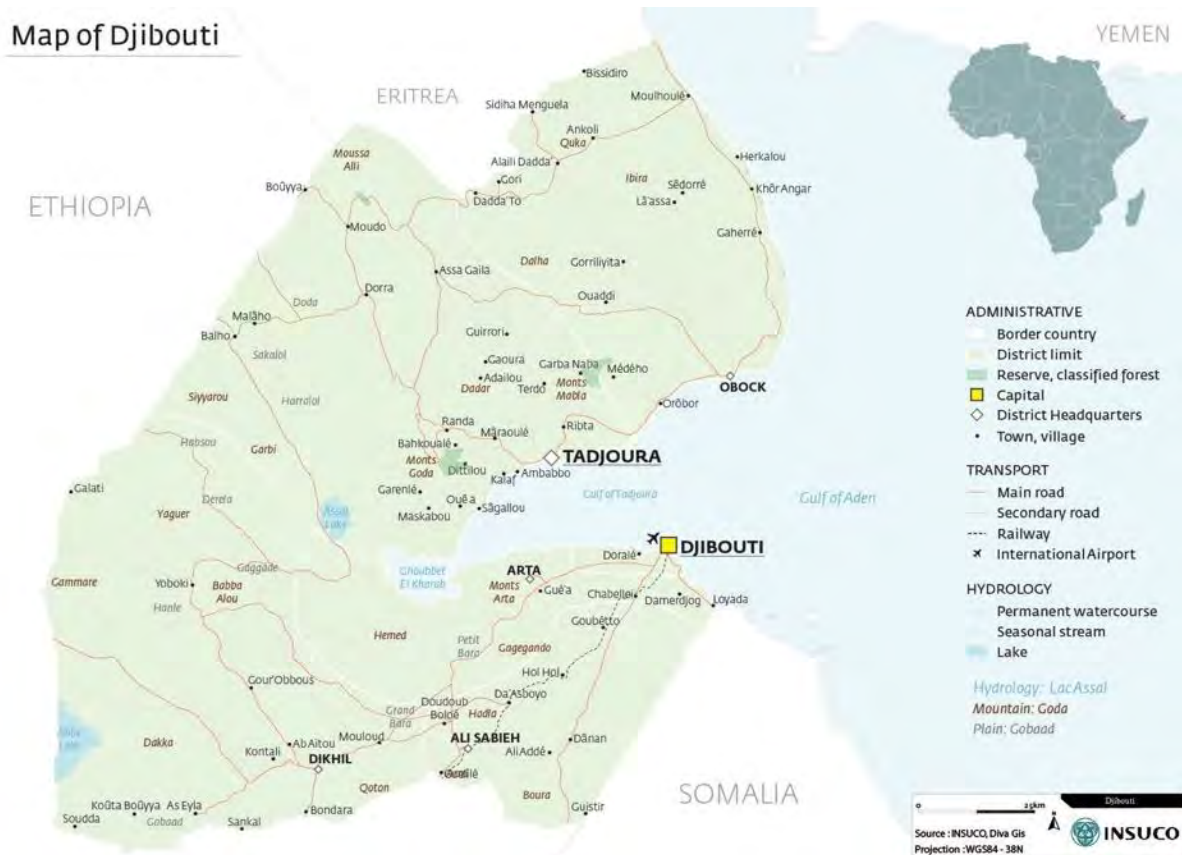 Map of Djibouti
YEMEN
ERITREA
ETHIOPIA
SOMALIA
Bissidiro
Moulhoulé
Sidiha Menguela
Ankoli
Quka
Moussa
Alli
Alaili Dadda'
Herkalou
Gori
Ibira
Sêdorré
Khôr Angar
Boûyya
Dadda'To
Lâ'assa
Moudo
Gaherré
Dalha
Gorriliyita
Assa Gaila
Dorra
Ouaddi
Doda
Malâho
Balho
Guirrori
Sakalol
Gaoura
Garba Naba
Médého
Adailou
Terdo
Monts
Mabla
Dadar
OBOCK
Siyyarou
Harralol
Orôbor
Randa
Mâraoulé
Ribta
Habsou
Garbi
Bahkoualé
Monts
Goda
Dittilou
TADJOURA
Kalaf
Ambabbo
Galati
Garenlé
Gulf of Tadjoura
Gulf of Aden
Derela
Ouê a
Sâgallou
Maskabou
Yaguer
Assal
Lake
DJIBOUTI
Doralé
Ghoubbet
El Kharab
Gaggade
ARTA
Gammare
Yoboki
Babba
Alou
Monts
Arta
Gué'a
Chabellei
Damerdjog
Loyada
Hanle
Hemed
Petit
Bara
Goubêtto
Gagegando
Hol Hol
Gour'Obbous
Da'Asboyo
Grand
Bara
Doudoub
Bololé
Hadla
Abbe
Lake
Dakka
Ab Aitou
Mouloud
ALI SABIEH
Dânan
Kontali
DIKHIL
Ali Addé
Qoton
Boura
Koûta Boûyya
As Eyla
Bondara
Guistir
Soudda
Gobaad
Sankal
ADMINISTRATIVE
Border country
District limit
Reserve, classified forest
Capital
District Headquarters
Town, village
TRANSPORT
Main road
Secondary road
Railway
International Airport
HYDROLOGY
Permanent watercourse
Seasonal stream
Lake
Hydrology: Lac Assal
Mountain: Goda
Plain: Gobaad
0 25km
Djibouti
N
Source : INSUCO, Diva Gis
Projection : WGS84 - 38N
INSUCO